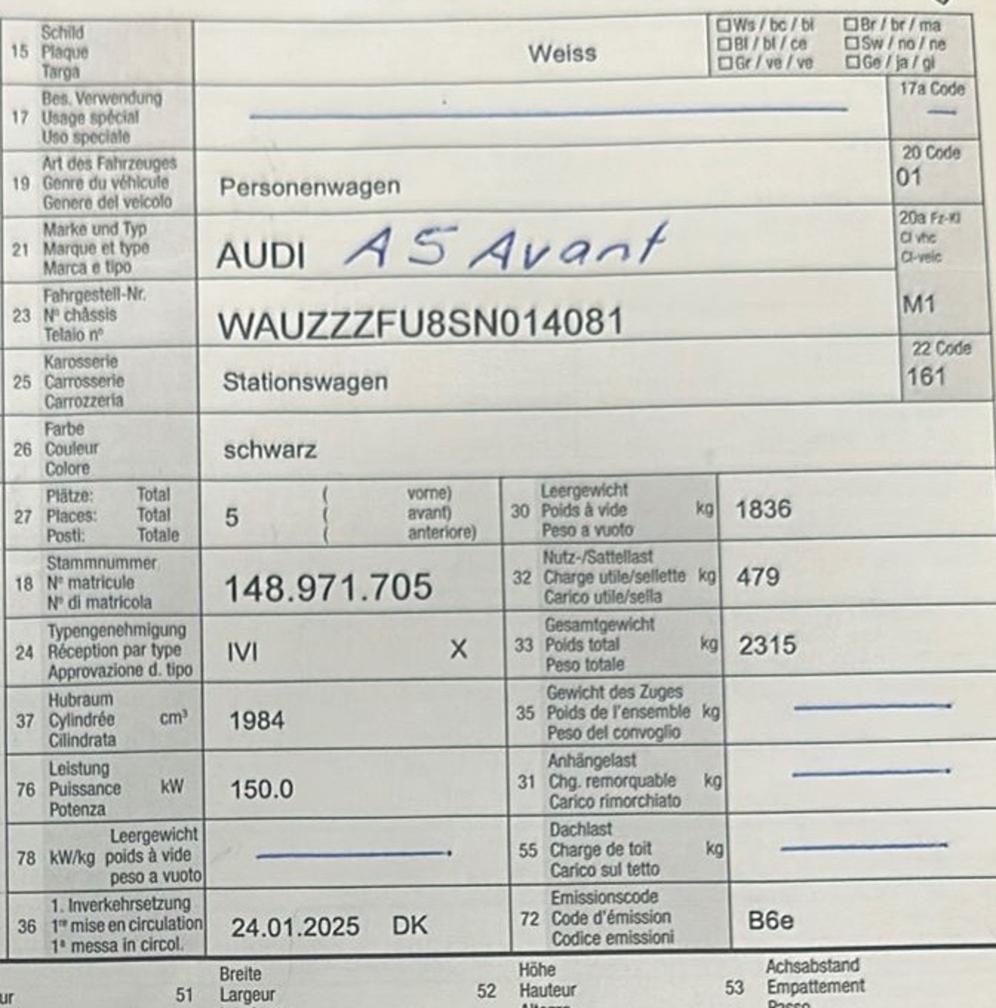 15 Schild Plaque Targa Weiss
☐Ws / bc / bl ☐Br / br / ma
☐Bl / bl / ce ☐Sw / no / ne
☐Gr / ve / ve ☐Ge / ja / gi
17 Bes. Verwendung Usage spécial Uso speciale
17a Code
19 Art des Fahrzeuges Genre du véhicule Genere del veicolo Personenwagen
20 Code 01
21 Marke und Typ Marque et type Marca e tipo AUDI A5 Avant
20a Fz-Kl Cl vhc Cl-veic M1
23 Fahrgestell-Nr. N° châssis Telaio n° WAUZZZFU8SN014081
25 Karosserie Carrosserie Carrozzeria Stationswagen
22 Code 161
26 Farbe Couleur Colore schwarz
27 Plätze: Total Places: Total Posti: Totale 5 ( vorne) ( avant) ( anteriore)
30 Leergewicht Poids à vide Peso a vuoto kg 1836
18 Stammnummer N° matricule N° di matricola 148.971.705
32 Nutz-/Sattellast Charge utile/sellette Carico utile/sella kg 479
24 Typengenehmigung Réception par type Approvazione d. tipo IVI X
33 Gesamtgewicht Poids total Peso totale kg 2315
37 Hubraum Cylindrée Cilindrata cm³ 1984
35 Gewicht des Zuges Poids de l'ensemble Peso del convoglio kg
76 Leistung Puissance Potenza kW 150.0
31 Anhängelast Chg. remorquable Carico rimorchiato kg
78 kW/kg Leergewicht poids à vide peso a vuoto
55 Dachlast Charge de toit Carico sul tetto kg
36 1. Inverkehrsetzung 1re mise en circulation 1a messa in circol. 24.01.2025 DK
72 Emissionscode Code d'émission Codice emissioni B6e
51 Breite Largeur
52 Höhe Hauteur
53 Achsabstand Empattement